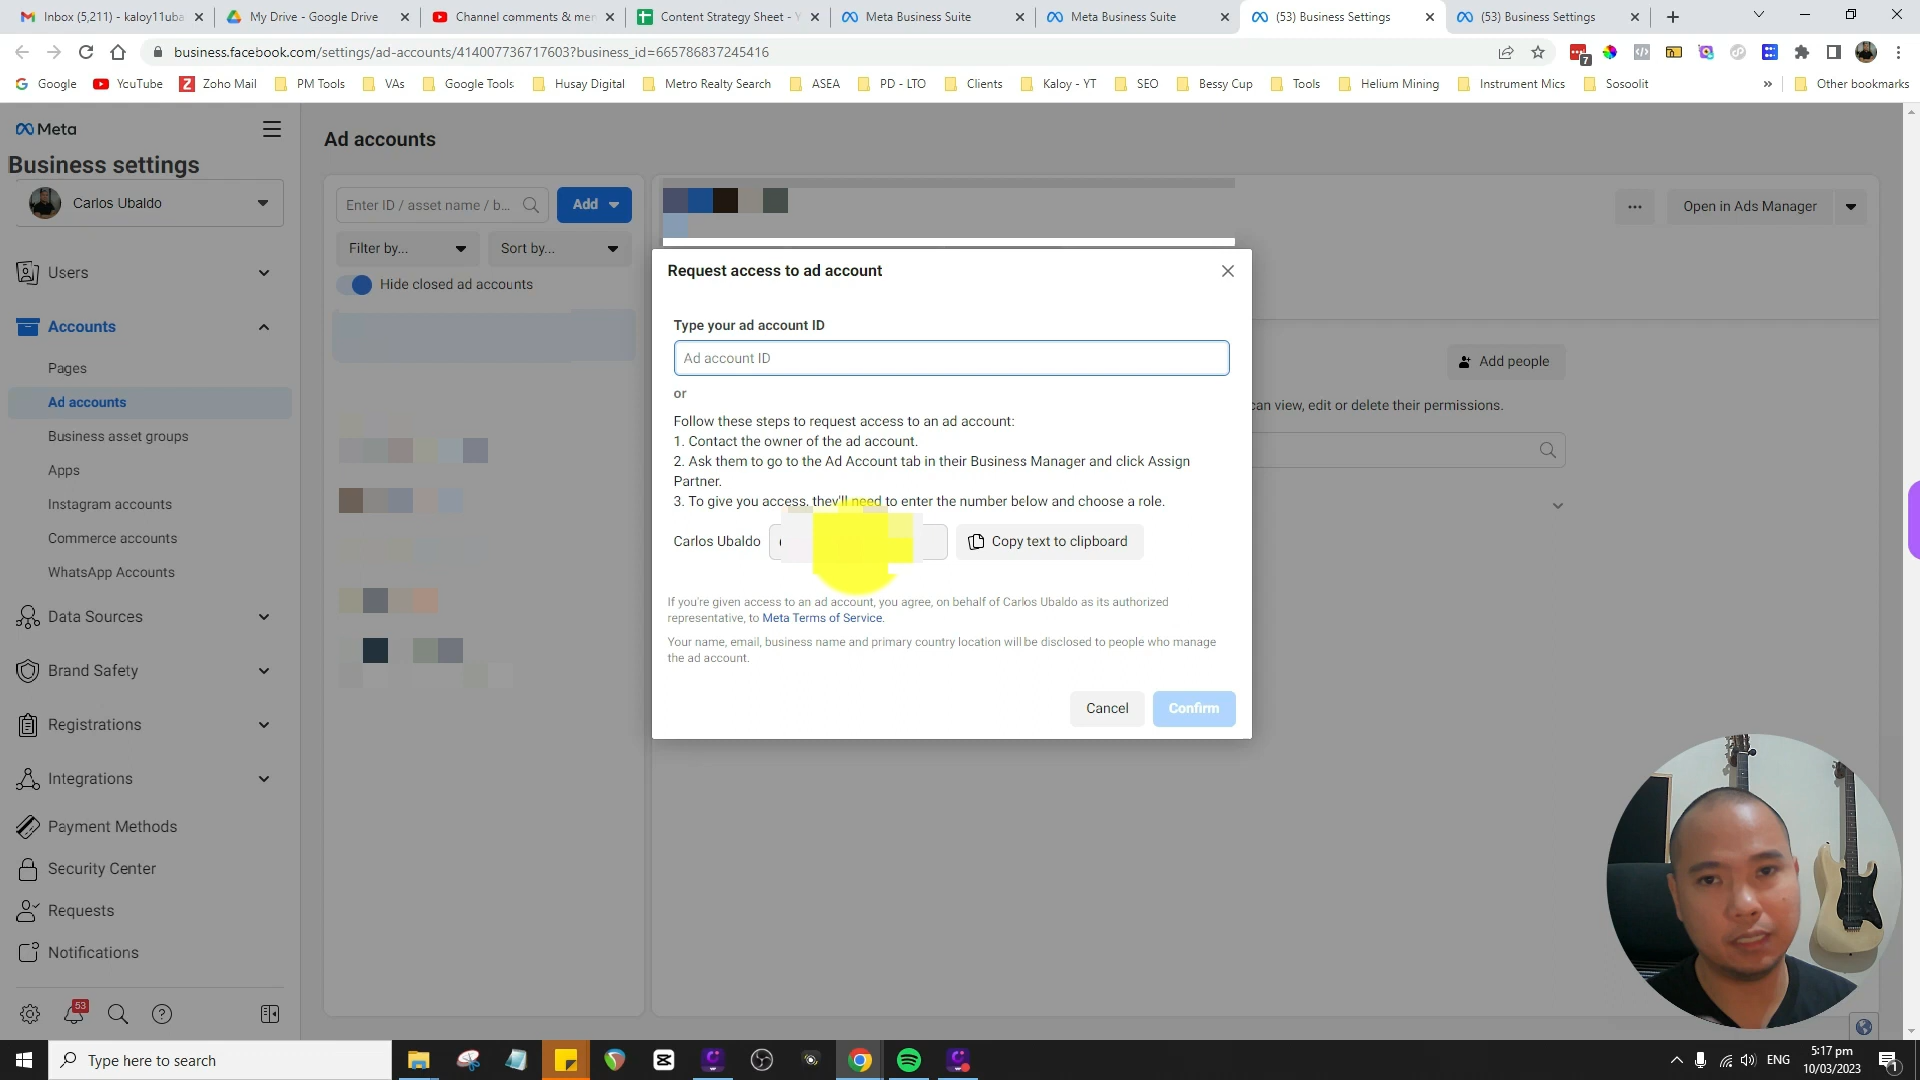 Inbox (5,211) - kaloy11uba
My Drive - Google Drive
Channel comments & men
Content Strategy Sheet - Y
Meta Business Suite
Meta Business Suite
(53) Business Settings
(53) Business Settings
business.facebook.com/settings/ad-accounts/414007736717603?business_id=665786837245416
7
Google
YouTube
Zoho Mail
PM Tools
VAs
Google Tools
Husay Digital
Metro Realty Search
ASEA
PD - LTO
Clients
Kaloy - YT
SEO
Bessy Cup
Tools
Helium Mining
Instrument Mics
Sosoolit
»
Other bookmarks
Meta
Business settings
Carlos Ubaldo
Users
Accounts
Pages
Ad accounts
Business asset groups
Apps
Instagram accounts
Commerce accounts
WhatsApp Accounts
Data Sources
Brand Safety
Registrations
Integrations
Payment Methods
Security Center
Requests
Notifications
53
Ad accounts
Enter ID / asset name / b...
Add
Filter by...
Sort by...
Hide closed ad accounts
...
Open in Ads Manager
Add people
can view, edit or delete their permissions.
Request access to ad account
Type your ad account ID
Ad account ID
or
Follow these steps to request access to an ad account:
1. Contact the owner of the ad account.
2. Ask them to go to the Ad Account tab in their Business Manager and click Assign
Partner.
3. To give you access, they'll need to enter the number below and choose a role.
Carlos Ubaldo
Copy text to clipboard
If you're given access to an ad account, you agree, on behalf of Carlos Ubaldo as its authorized
representative, to Meta Terms of Service.
Your name, email, business name and primary country location will be disclosed to people who manage
the ad account.
Cancel
Confirm
Type here to search
ENG
5:17 pm
10/03/2023
1